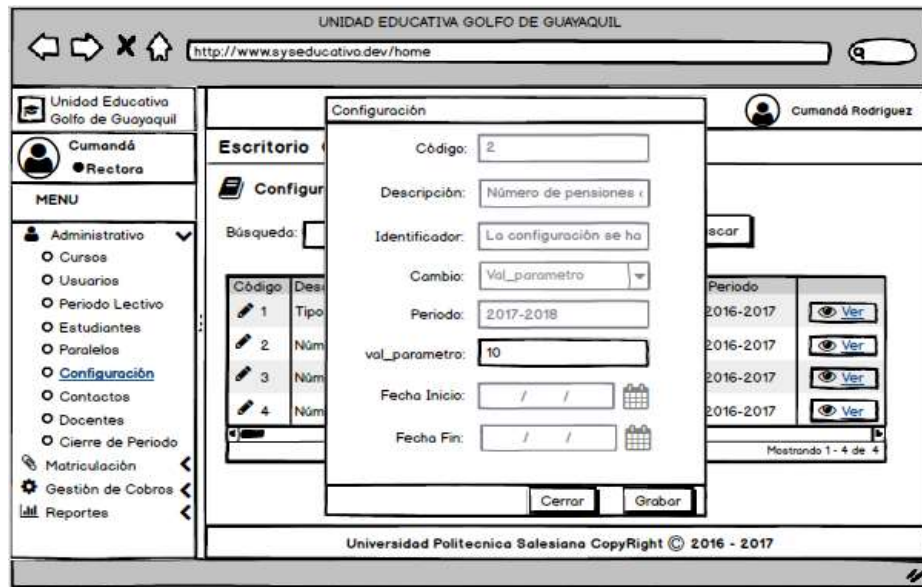 UNIDAD EDUCATIVA GOLFO DE GUAYAQUIL
http://www.syseducativo.dev/home
Unidad Educativa
Golfo de Guayaquil
Cumandá
Rectora
MENU
Administrativo
Cursos
Usuarios
Periodo Lectivo
Estudiantes
Paralelos
Configuración
Contactos
Docentes
Cierre de Periodo
Matriculación
Gestión de Cobros
Reportes
Cumandá Rodriguez
Escritorio
Configur
Búsqueda:
scar
Código Des Periodo
1 Tipo 2016-2017 Ver
2 Núm 2016-2017 Ver
3 Núm 2016-2017 Ver
4 Núm 2016-2017 Ver
Mostrando 1 - 4 de 4
Configuración
Código: 2
Descripción: Número de pensiones
Identificador: La configuración se ha
Cambio: Val_parametro
Periodo: 2017-2018
val_parametro: 10
Fecha Inicio: / /
Fecha Fin: / /
Cerrar Grabar
Universidad Politecnica Salesiana CopyRight © 2016 - 2017